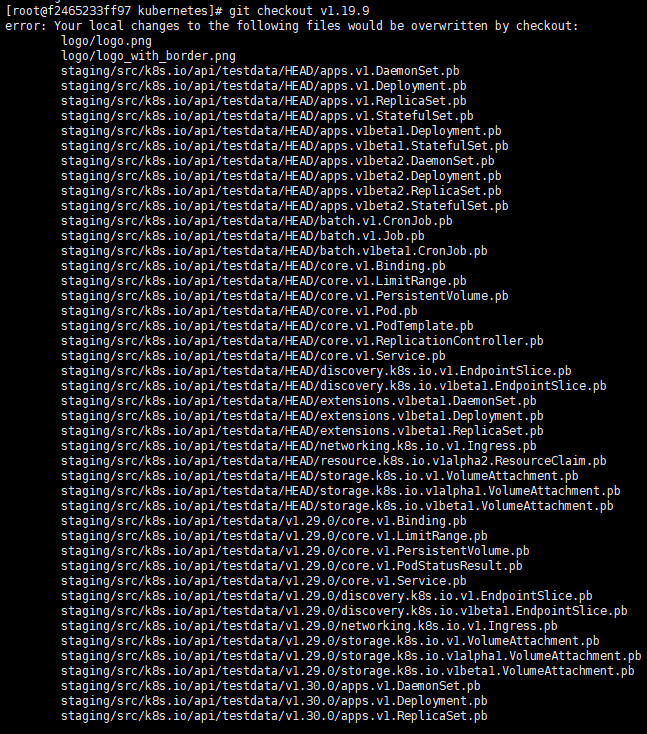 [root@f2465233ff97 kubernetes]# git checkout v1.19.9
error: Your local changes to the following files would be overwritten by checkout:
        logo/logo.png
        logo/logo_with_border.png
        staging/src/k8s.io/api/testdata/HEAD/apps.v1.DaemonSet.pb
        staging/src/k8s.io/api/testdata/HEAD/apps.v1.Deployment.pb
        staging/src/k8s.io/api/testdata/HEAD/apps.v1.ReplicaSet.pb
        staging/src/k8s.io/api/testdata/HEAD/apps.v1.StatefulSet.pb
        staging/src/k8s.io/api/testdata/HEAD/apps.v1beta1.Deployment.pb
        staging/src/k8s.io/api/testdata/HEAD/apps.v1beta1.StatefulSet.pb
        staging/src/k8s.io/api/testdata/HEAD/apps.v1beta2.DaemonSet.pb
        staging/src/k8s.io/api/testdata/HEAD/apps.v1beta2.Deployment.pb
        staging/src/k8s.io/api/testdata/HEAD/apps.v1beta2.ReplicaSet.pb
        staging/src/k8s.io/api/testdata/HEAD/apps.v1beta2.StatefulSet.pb
        staging/src/k8s.io/api/testdata/HEAD/batch.v1.CronJob.pb
        staging/src/k8s.io/api/testdata/HEAD/batch.v1.Job.pb
        staging/src/k8s.io/api/testdata/HEAD/batch.v1beta1.CronJob.pb
        staging/src/k8s.io/api/testdata/HEAD/core.v1.Binding.pb
        staging/src/k8s.io/api/testdata/HEAD/core.v1.LimitRange.pb
        staging/src/k8s.io/api/testdata/HEAD/core.v1.PersistentVolume.pb
        staging/src/k8s.io/api/testdata/HEAD/core.v1.Pod.pb
        staging/src/k8s.io/api/testdata/HEAD/core.v1.PodTemplate.pb
        staging/src/k8s.io/api/testdata/HEAD/core.v1.ReplicationController.pb
        staging/src/k8s.io/api/testdata/HEAD/core.v1.Service.pb
        staging/src/k8s.io/api/testdata/HEAD/discovery.k8s.io.v1.EndpointSlice.pb
        staging/src/k8s.io/api/testdata/HEAD/discovery.k8s.io.v1beta1.EndpointSlice.pb
        staging/src/k8s.io/api/testdata/HEAD/extensions.v1beta1.DaemonSet.pb
        staging/src/k8s.io/api/testdata/HEAD/extensions.v1beta1.Deployment.pb
        staging/src/k8s.io/api/testdata/HEAD/extensions.v1beta1.ReplicaSet.pb
        staging/src/k8s.io/api/testdata/HEAD/networking.k8s.io.v1.Ingress.pb
        staging/src/k8s.io/api/testdata/HEAD/resource.k8s.io.v1alpha2.ResourceClaim.pb
        staging/src/k8s.io/api/testdata/HEAD/storage.k8s.io.v1.VolumeAttachment.pb
        staging/src/k8s.io/api/testdata/HEAD/storage.k8s.io.v1alpha1.VolumeAttachment.pb
        staging/src/k8s.io/api/testdata/HEAD/storage.k8s.io.v1beta1.VolumeAttachment.pb
        staging/src/k8s.io/api/testdata/v1.29.0/core.v1.Binding.pb
        staging/src/k8s.io/api/testdata/v1.29.0/core.v1.LimitRange.pb
        staging/src/k8s.io/api/testdata/v1.29.0/core.v1.PersistentVolume.pb
        staging/src/k8s.io/api/testdata/v1.29.0/core.v1.PodStatusResult.pb
        staging/src/k8s.io/api/testdata/v1.29.0/core.v1.Service.pb
        staging/src/k8s.io/api/testdata/v1.29.0/discovery.k8s.io.v1.EndpointSlice.pb
        staging/src/k8s.io/api/testdata/v1.29.0/discovery.k8s.io.v1beta1.EndpointSlice.pb
        staging/src/k8s.io/api/testdata/v1.29.0/networking.k8s.io.v1.Ingress.pb
        staging/src/k8s.io/api/testdata/v1.29.0/storage.k8s.io.v1.VolumeAttachment.pb
        staging/src/k8s.io/api/testdata/v1.29.0/storage.k8s.io.v1alpha1.VolumeAttachment.pb
        staging/src/k8s.io/api/testdata/v1.29.0/storage.k8s.io.v1beta1.VolumeAttachment.pb
        staging/src/k8s.io/api/testdata/v1.30.0/apps.v1.DaemonSet.pb
        staging/src/k8s.io/api/testdata/v1.30.0/apps.v1.Deployment.pb
        staging/src/k8s.io/api/testdata/v1.30.0/apps.v1.ReplicaSet.pb